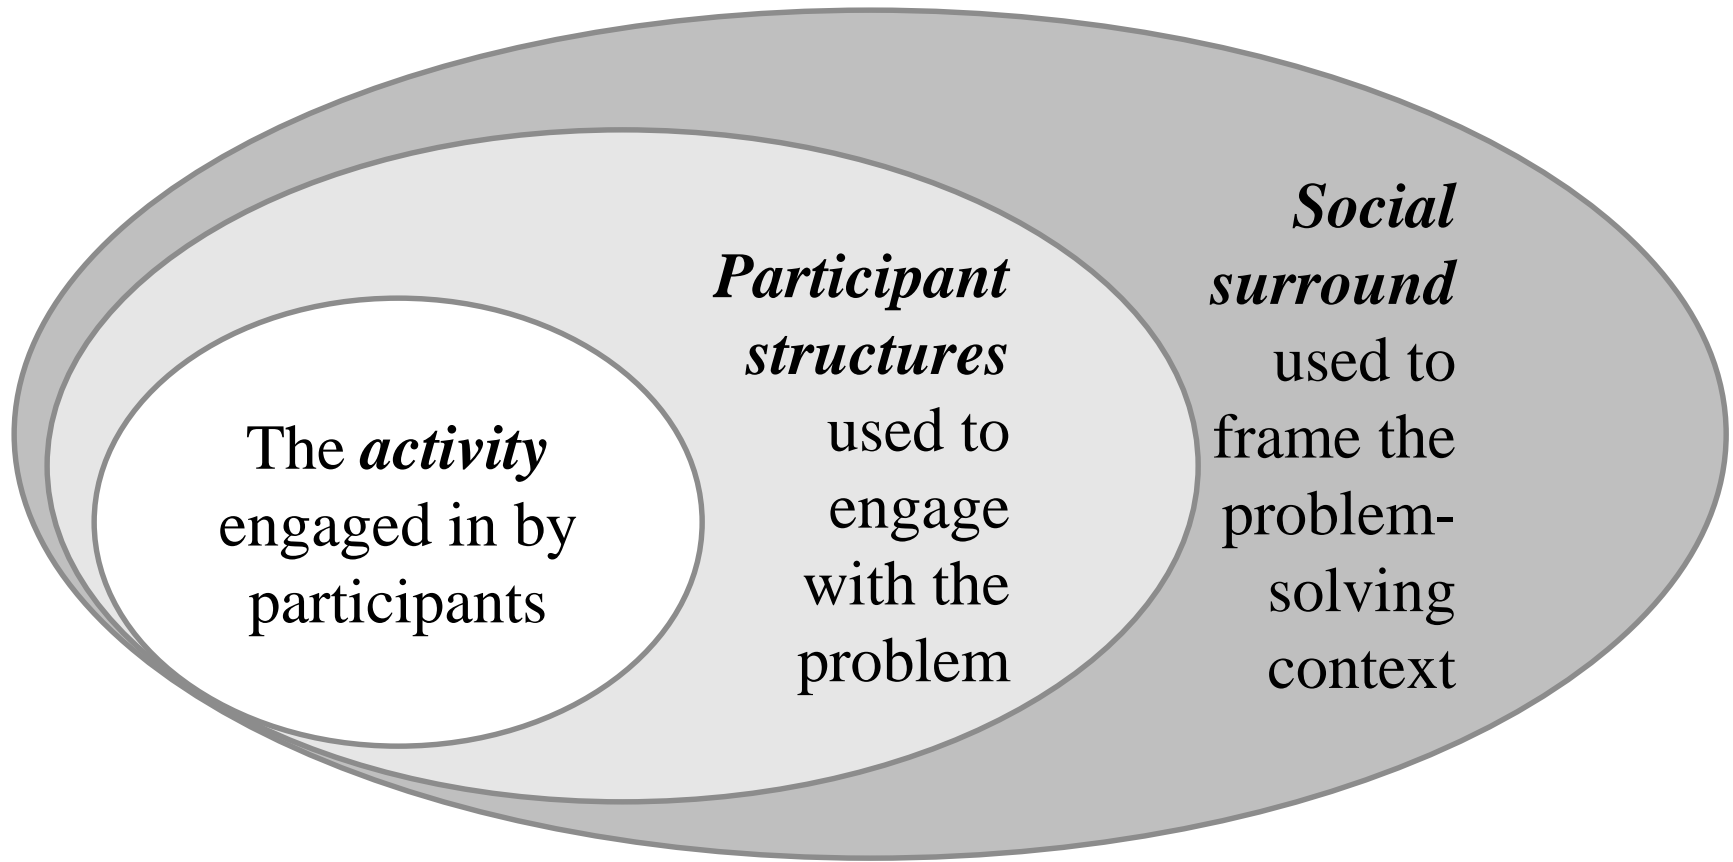 The activity
engaged in by
participants
Participant
structures
used to
engage
with the
problem
Social
surround
used to
frame the
problem-
solving
context